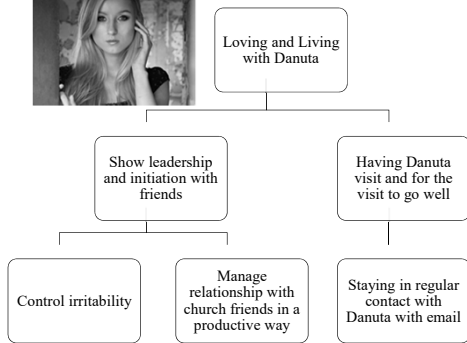 Loving and Living
with Danuta
Show leadership
and initiation with
friends
Having Danuta
visit and for the
visit to go well
Control irritability
Manage
relationship with
church friends in a
productive way
Staying in regular
contact with
Danuta with email